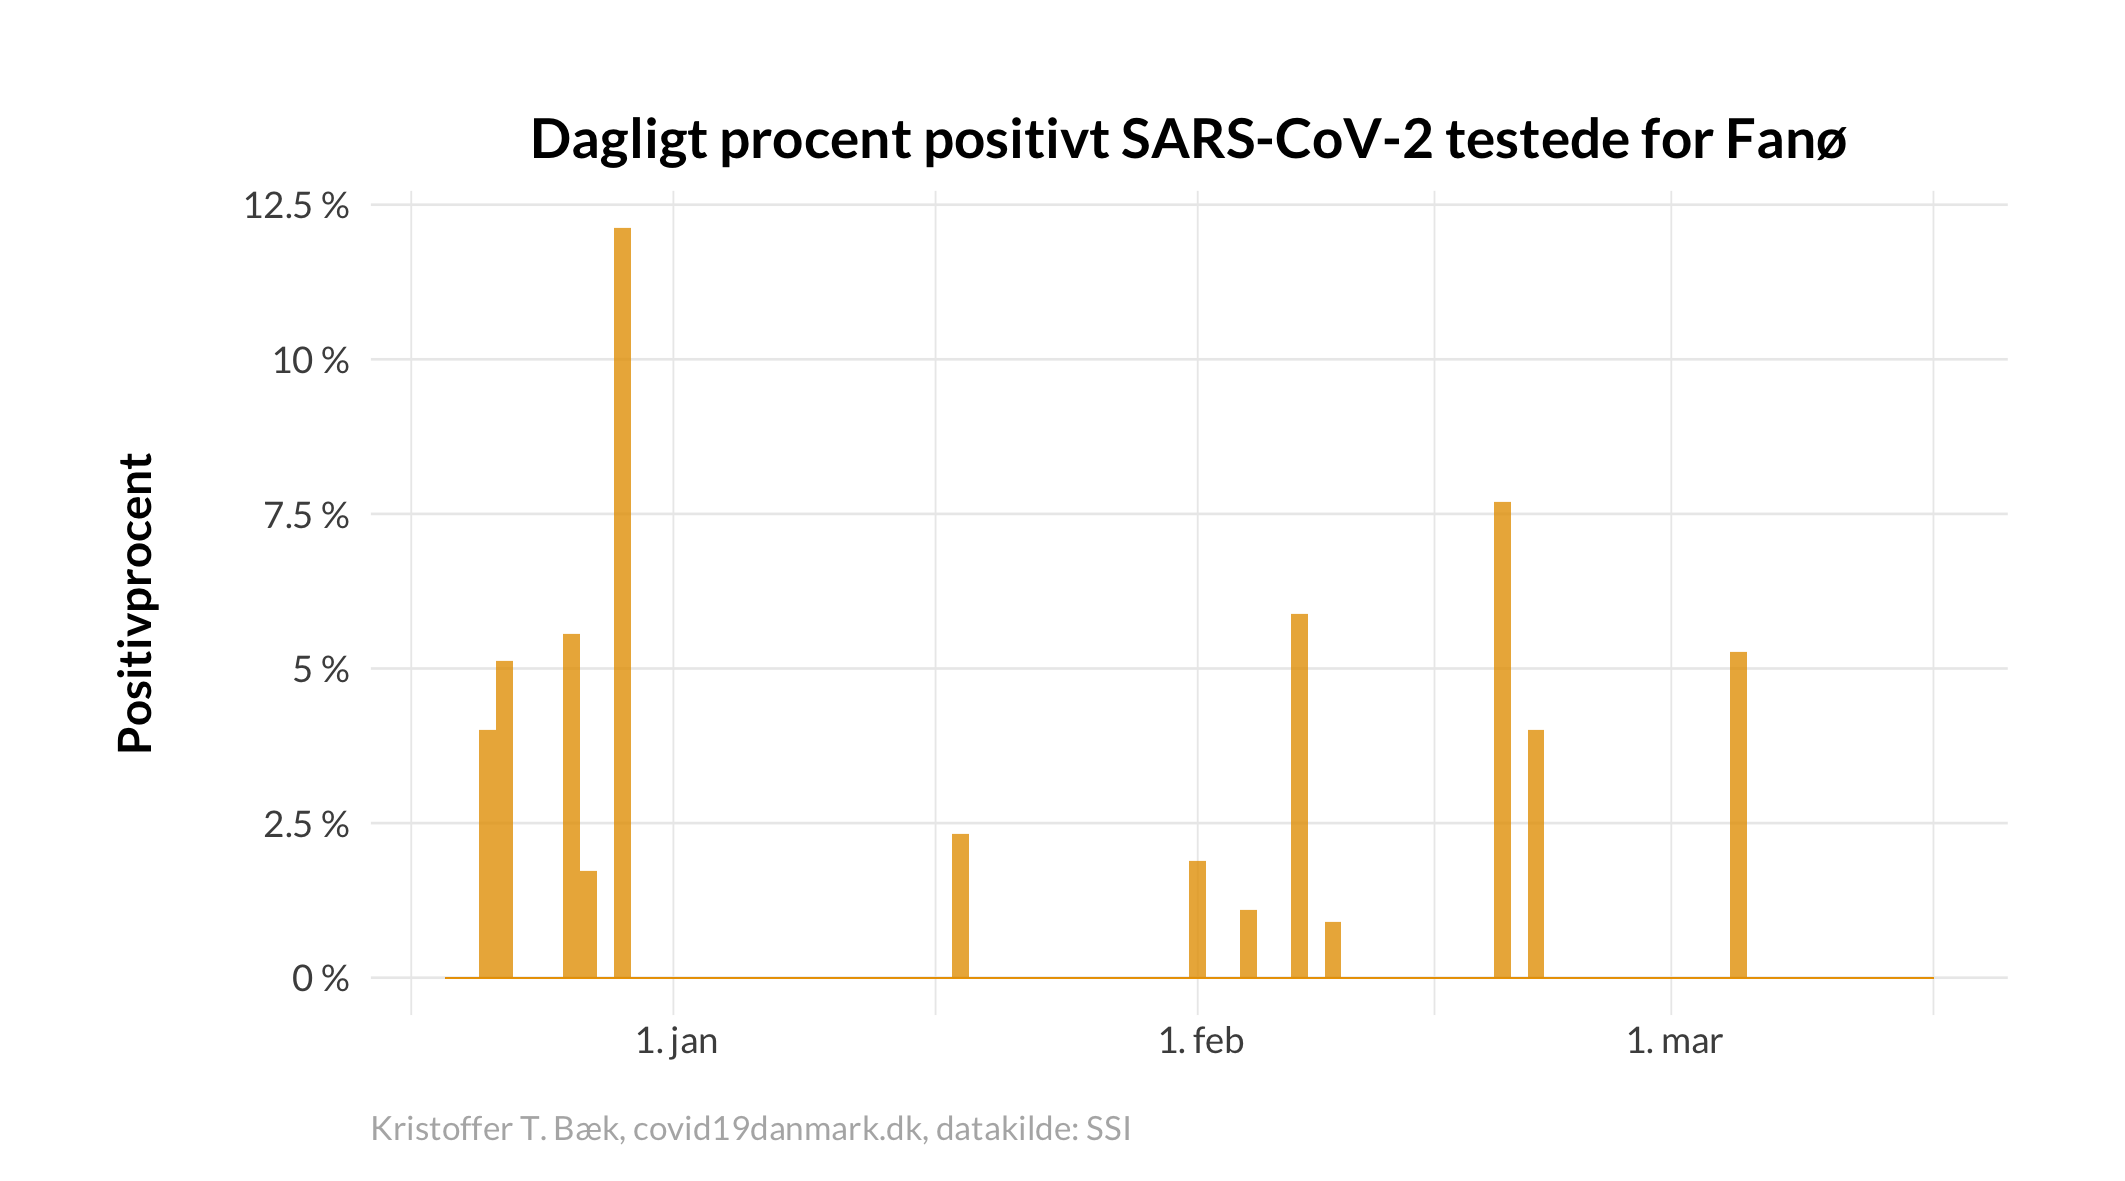 Dagligt procent positivt SARS-CoV-2 testede for Fanø
12.5 %
10 %
7.5 %
5 %
2.5 %
0 %
Positivprocent
1. jan
1. feb
1. mar
Kristoffer T. Bæk, covid19danmark.dk, datakilde: SSI